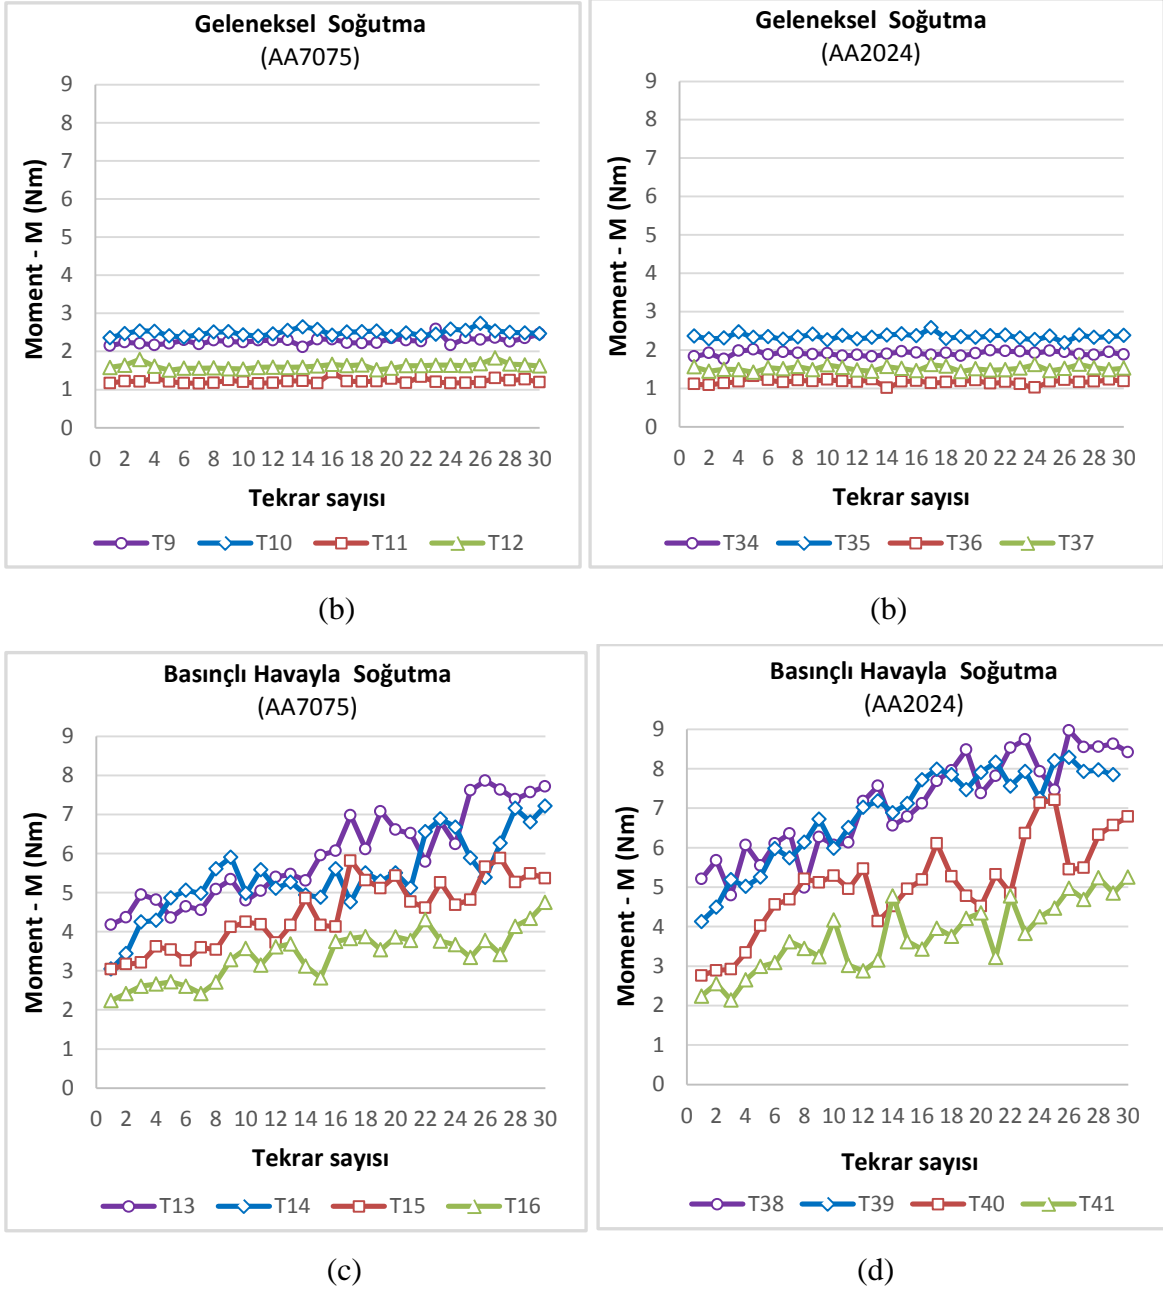 Geleneksel Soğutma
(AA7075)
9
8
7
6
5
4
3
2
1
0
Moment - M (Nm)
0 2 4 6 8 10 12 14 16 18 20 22 24 26 28 30
Tekrar sayısı
T9 T10 T11 T12
(b)
Geleneksel Soğutma
(AA2024)
9
8
7
6
5
4
3
2
1
0
Moment - M (Nm)
0 2 4 6 8 10 12 14 16 18 20 22 24 26 28 30
Tekrar sayısı
T34 T35 T36 T37
(b)
Basınçlı Havayla Soğutma
(AA7075)
9
8
7
6
5
4
3
2
1
0
Moment - M (Nm)
0 2 4 6 8 10 12 14 16 18 20 22 24 26 28 30
Tekrar sayısı
T13 T14 T15 T16
(c)
Basınçlı Havayla Soğutma
(AA2024)
9
8
7
6
5
4
3
2
1
0
Moment - M (Nm)
0 2 4 6 8 10 12 14 16 18 20 22 24 26 28 30
Tekrar sayısı
T38 T39 T40 T41
(d)